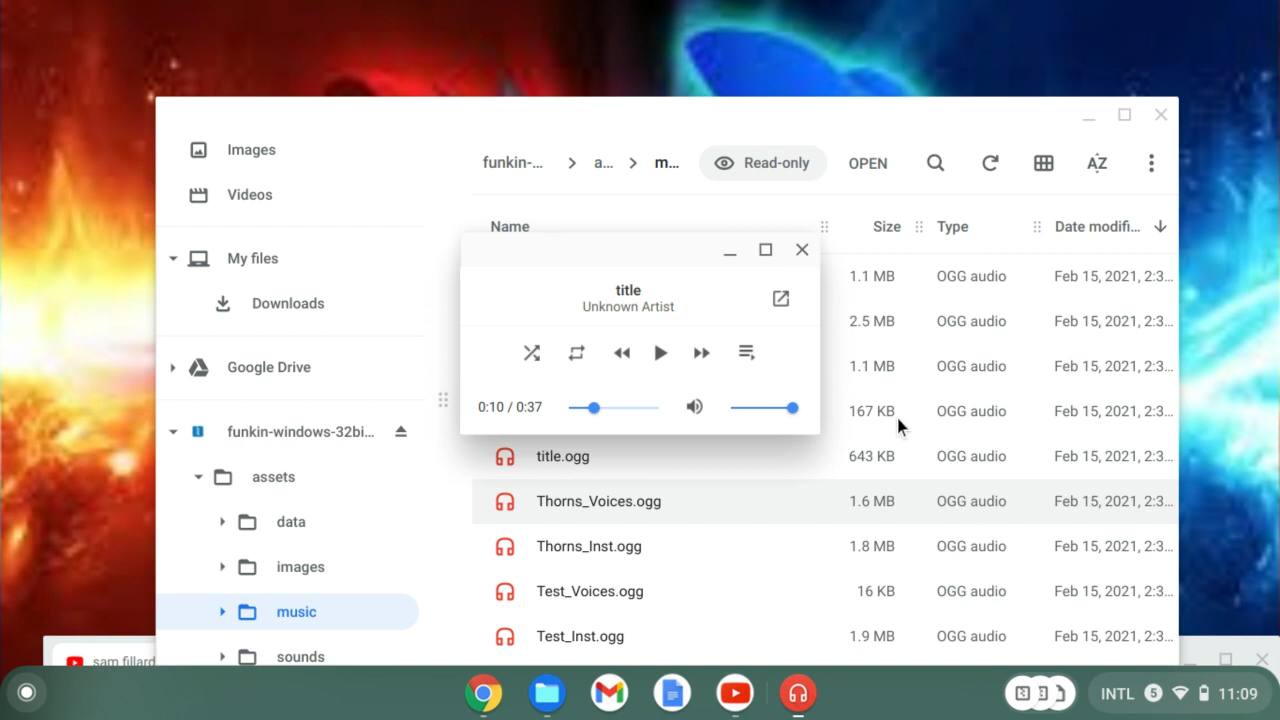 Images
Videos
My files
Downloads
Google Drive
funkin-windows-32bi...
assets
data
images
music
sounds
funkin-... a... m... Read-only OPEN AZ
Name Size Type Date modifi...
1.1 MB OGG audio Feb 15, 2021, 2:3...
2.5 MB OGG audio Feb 15, 2021, 2:3...
1.1 MB OGG audio Feb 15, 2021, 2:3...
167 KB OGG audio Feb 15, 2021, 2:3...
title.ogg 643 KB OGG audio Feb 15, 2021, 2:3...
Thorns_Voices.ogg 1.6 MB OGG audio Feb 15, 2021, 2:3...
Thorns_Inst.ogg 1.8 MB OGG audio Feb 15, 2021, 2:3...
Test_Voices.ogg 16 KB OGG audio Feb 15, 2021, 2:3...
Test_Inst.ogg 1.9 MB OGG audio Feb 15, 2021, 2:3...
title
Unknown Artist
0:10 / 0:37
sam fillard
INTL 5 11:09